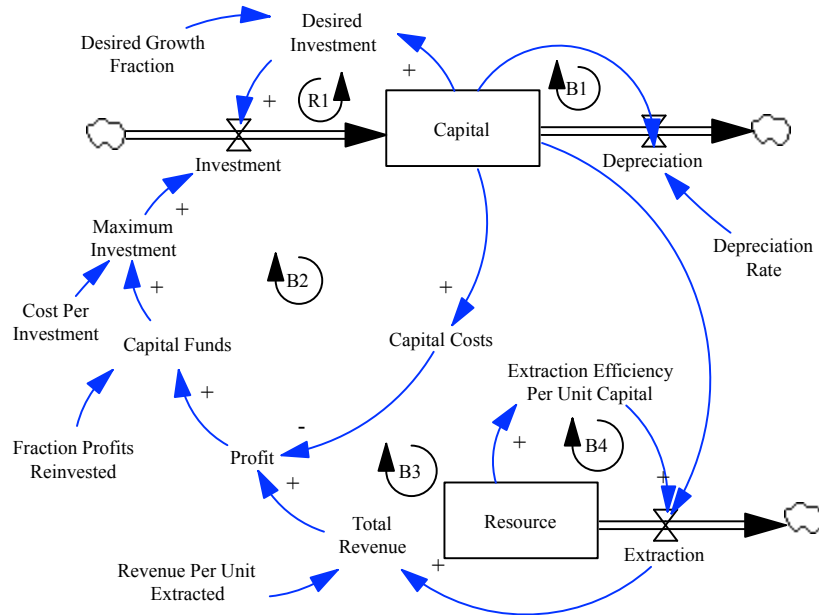 Desired
Investment
Desired Growth
Fraction
+
+
R1
B1
Capital
Investment
Depreciation
+
Maximum
Investment
Depreciation
Rate
B2
+
+
Cost Per
Investment
Capital Funds
Capital Costs
Extraction Efficiency
Per Unit Capital
+
-
B4
Fraction Profits
Reinvested
Profit
B3
+
+
+
Resource
Total
Revenue
+
Extraction
Revenue Per Unit
Extracted